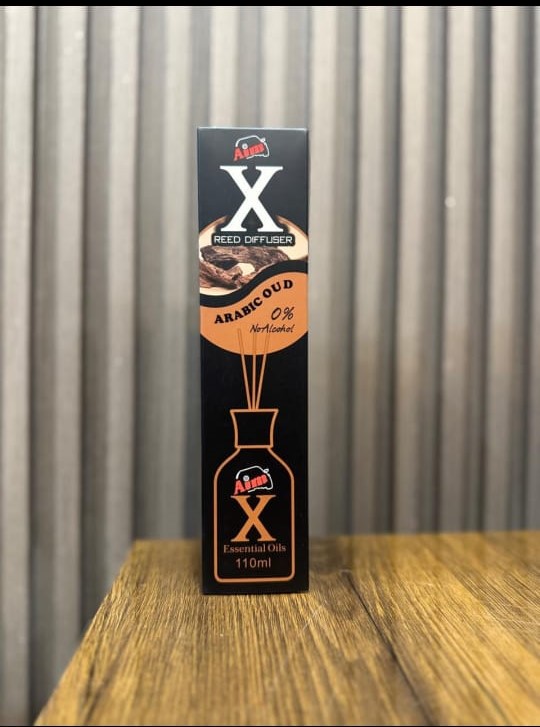 Aim
X
REED DIFFUSER
ARABIC OUD
0%
No Alcohol
Aim
X
Essential Oils
110ml